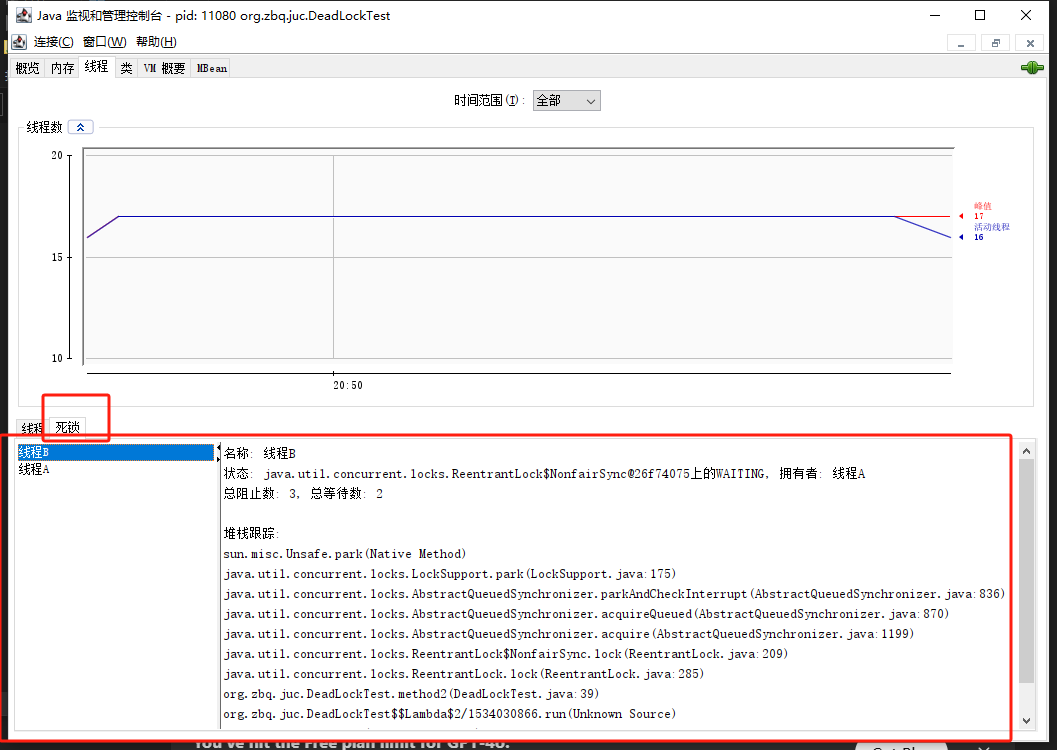 Java 监视和管理控制台 - pid: 11080 org.zbq.juc.DeadLockTest
连接(C) 窗口(W) 帮助(H)
概览 内存 线程 类 VM 概要 MBean
时间范围(I): 全部
线程数
20
15
10
峰值
17
活动线程
16
20:50
线程 死锁
线程B
线程A
名称: 线程B
状态: java.util.concurrent.locks.ReentrantLock$NonfairSync@26f74075上的WAITING, 拥有者: 线程A
总阻止数: 3, 总等待数: 2
堆栈跟踪:
sun.misc.Unsafe.park(Native Method)
java.util.concurrent.locks.LockSupport.park(LockSupport.java:175)
java.util.concurrent.locks.AbstractQueuedSynchronizer.parkAndCheckInterrupt(AbstractQueuedSynchronizer.java:836)
java.util.concurrent.locks.AbstractQueuedSynchronizer.acquireQueued(AbstractQueuedSynchronizer.java:870)
java.util.concurrent.locks.AbstractQueuedSynchronizer.acquire(AbstractQueuedSynchronizer.java:1199)
java.util.concurrent.locks.ReentrantLock$NonfairSync.lock(ReentrantLock.java:209)
java.util.concurrent.locks.ReentrantLock.lock(ReentrantLock.java:285)
org.zbq.juc.DeadLockTest.method2(DeadLockTest.java:39)
org.zbq.juc.DeadLockTest$$Lambda$2/1534030866.run(Unknown Source)
You've hit the Free plan limit for GPT-4o.